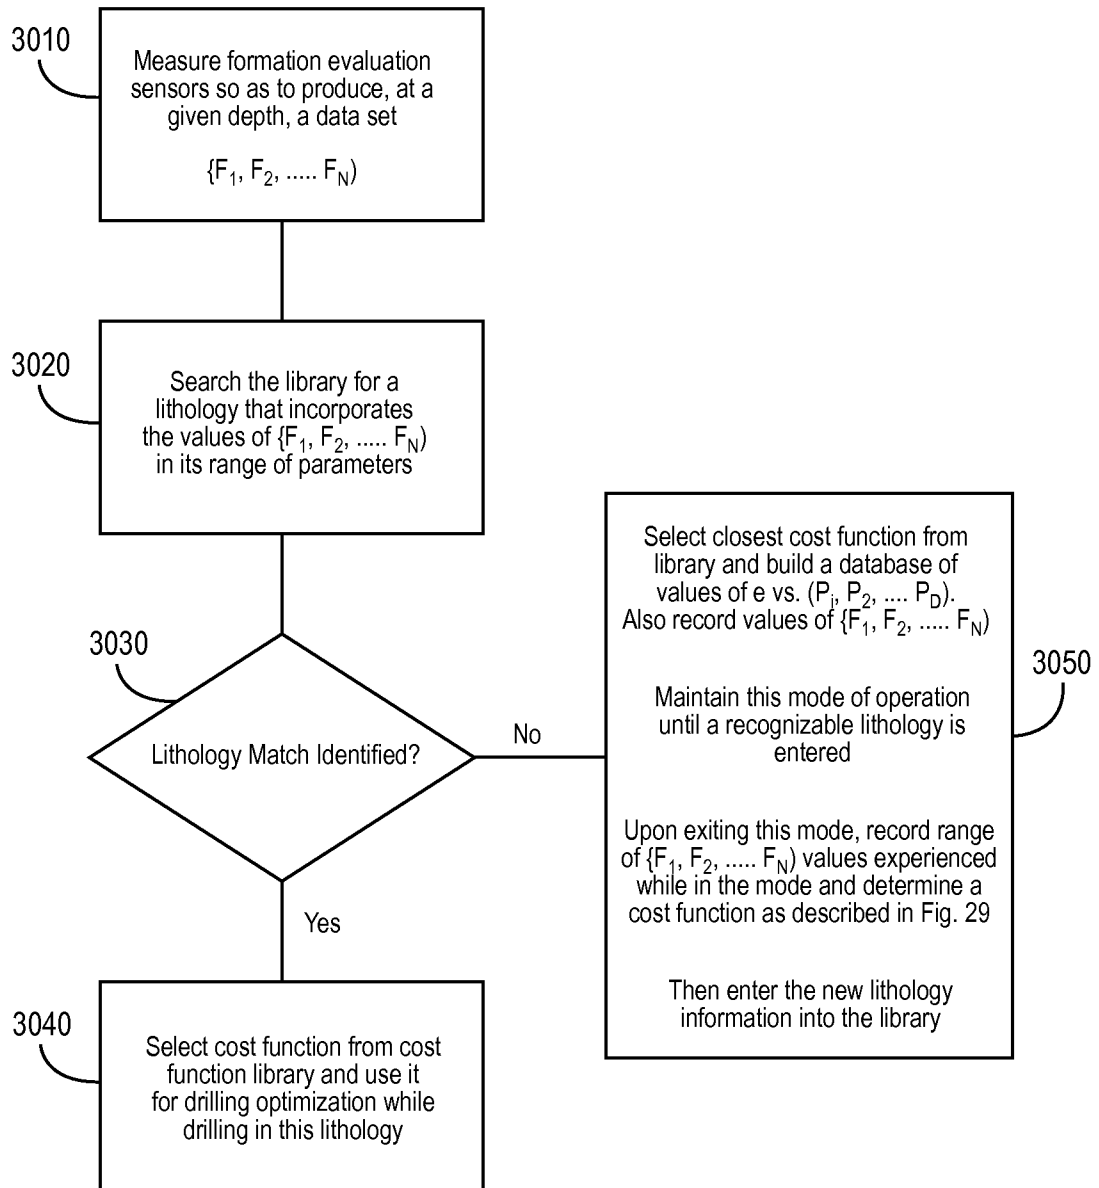 3010
Measure formation evaluation
sensors so as to produce, at a
given depth, a data set
{F1, F2, ..... FN)
3020
Search the library for a
lithology that incorporates
the values of {F1, F2, ..... FN)
in its range of parameters
3030
Lithology Match Identified?
No
Yes
3040
Select cost function from cost
function library and use it
for drilling optimization while
drilling in this lithology
3050
Select closest cost function from
library and build a database of
values of e vs. (Pj, P2, .... PD).
Also record values of {F1, F2, ..... FN)
Maintain this mode of operation
until a recognizable lithology is
entered
Upon exiting this mode, record range
of {F1, F2, ..... FN) values experienced
while in the mode and determine a
cost function as described in Fig. 29
Then enter the new lithology
information into the library